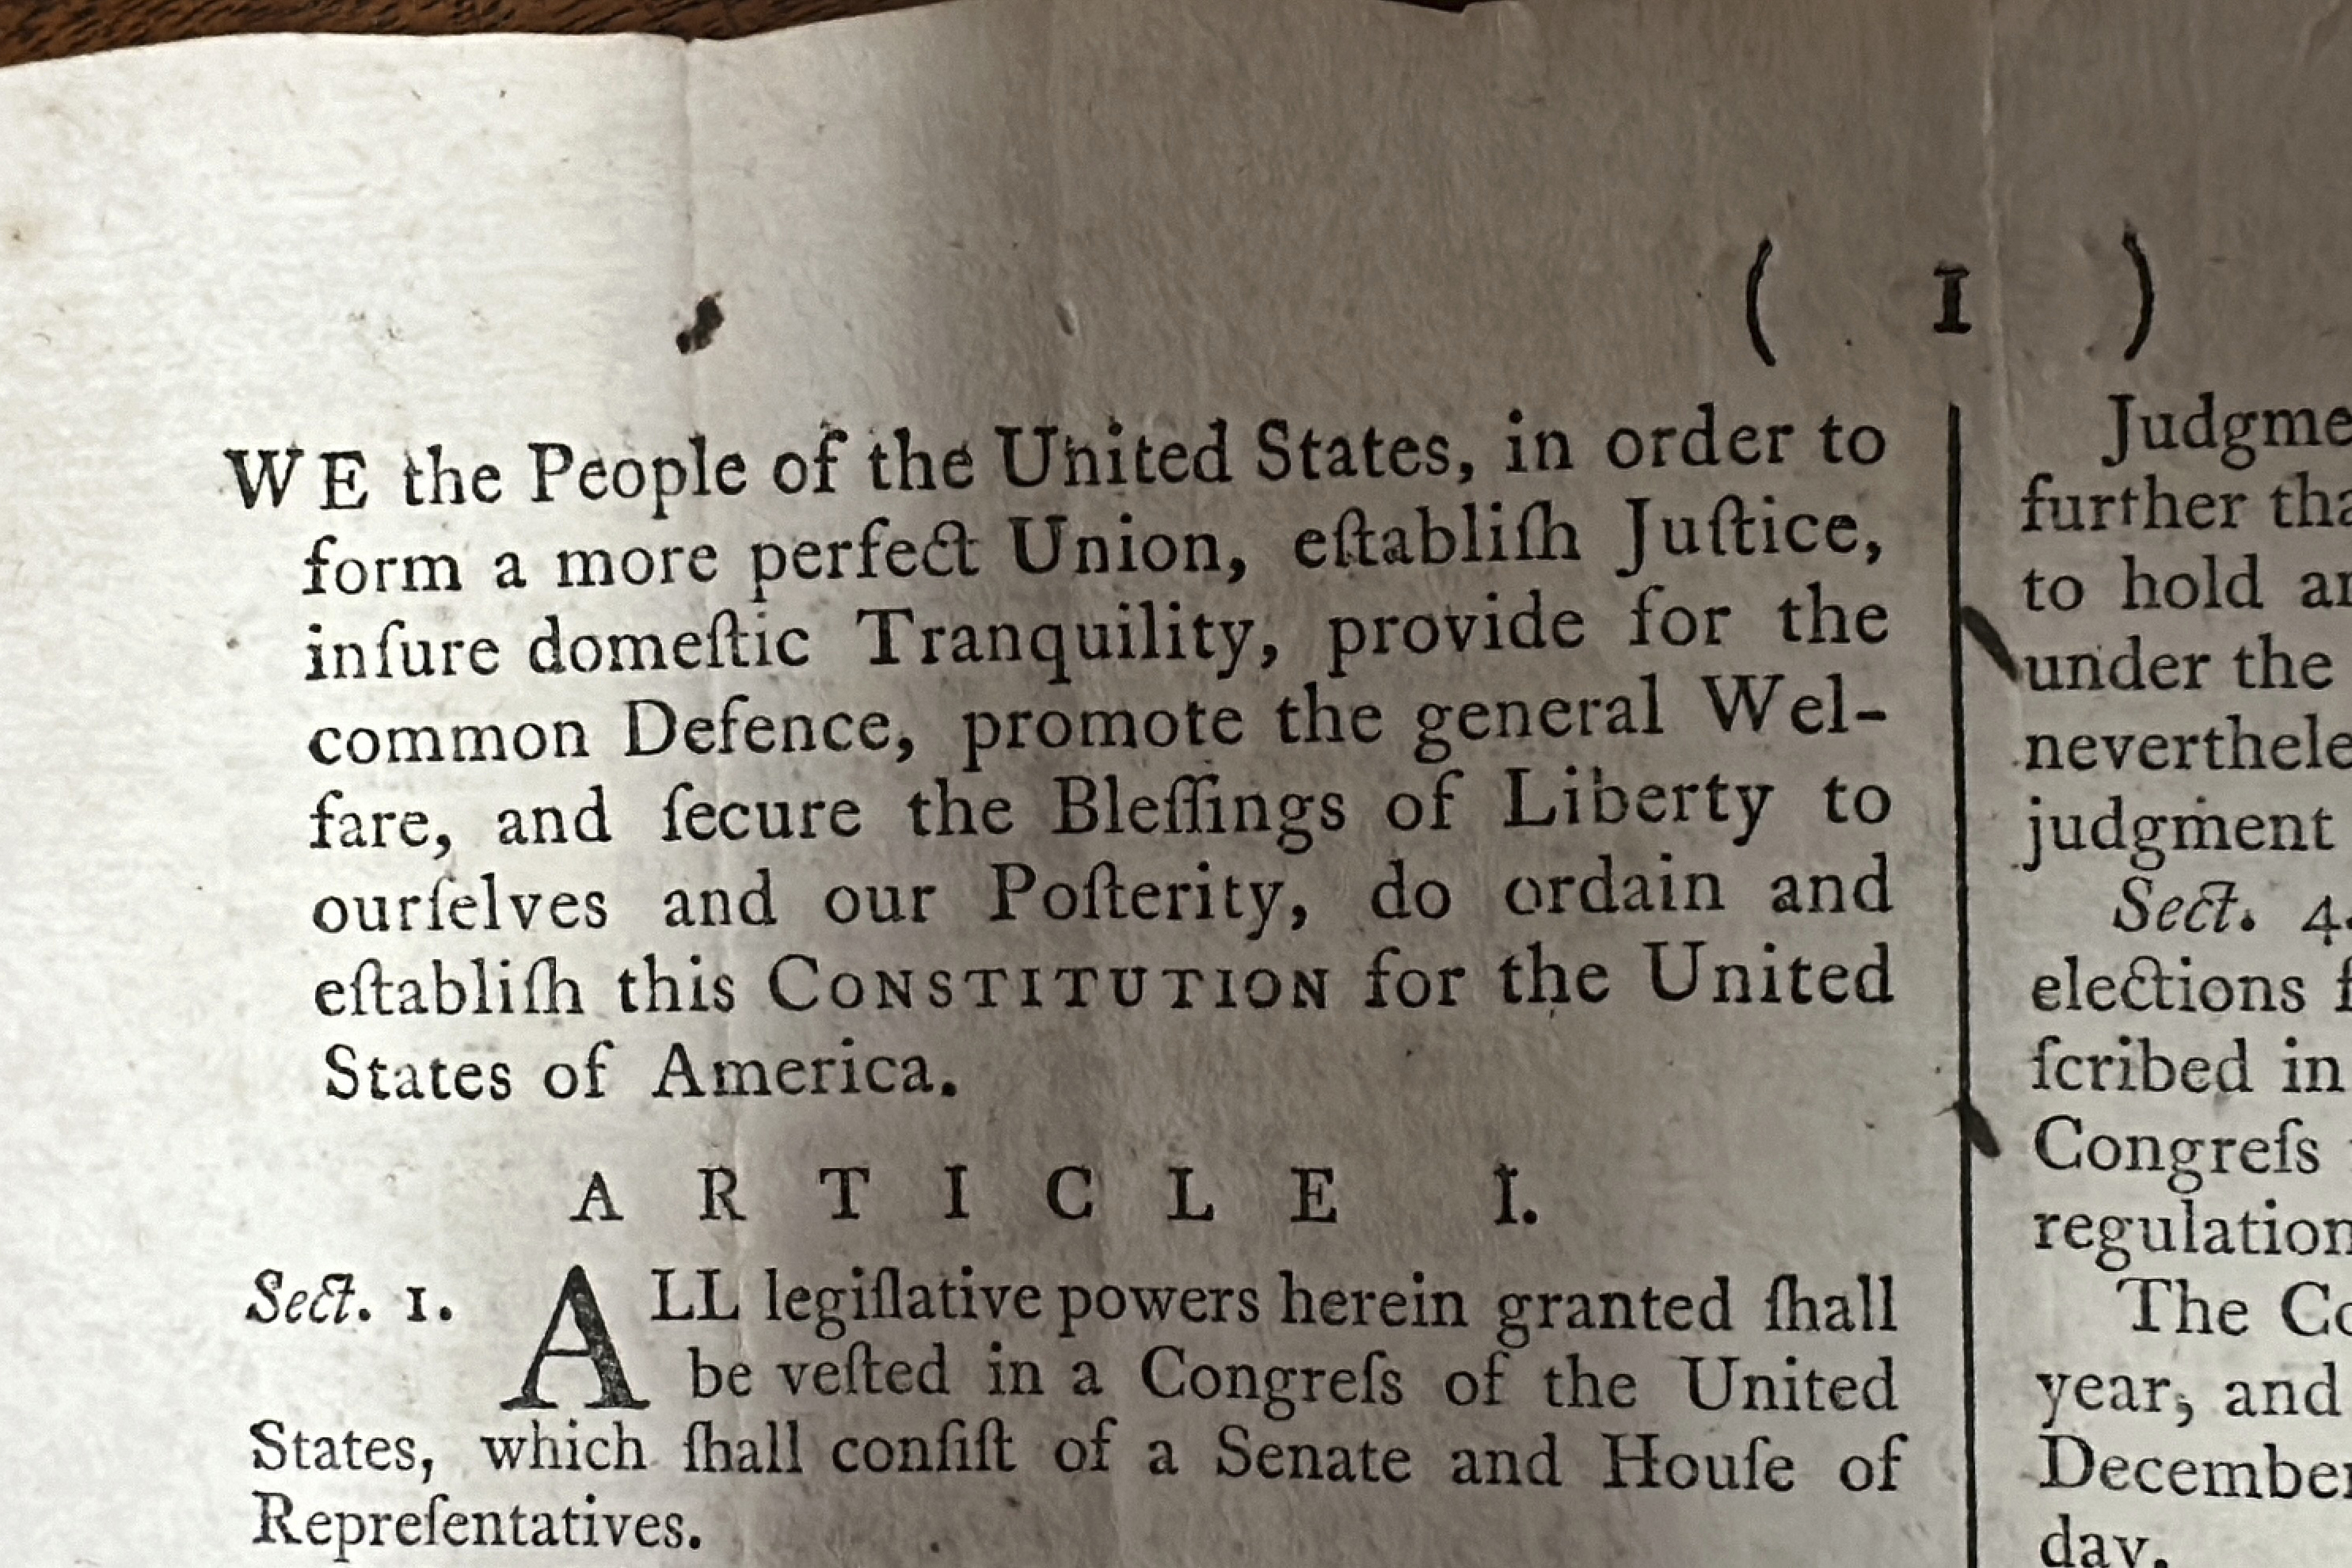 ( 1 )
WE the People of the United States, in order to
form a more perfect Union, eſtabliſh Juſtice,
inſure domeſtic Tranquility, provide for the
common Defence, promote the general Wel-
fare, and ſecure the Bleſſings of Liberty to
ourſelves and our Poſterity, do ordain and
eſtabliſh this CONSTITUTION for the United
States of America.
ARTICLE I.
Sect. 1. ALL legiſlative powers herein granted ſhall
be veſted in a Congreſs of the United
States, which ſhall conſiſt of a Senate and Houſe of
Repreſentatives.
Judgme
further tha
to hold an
under the
neverthele
judgment
Sect. 4.
elections f
ſcribed in
Congreſs
regulation
The Co
year, and
December
day.